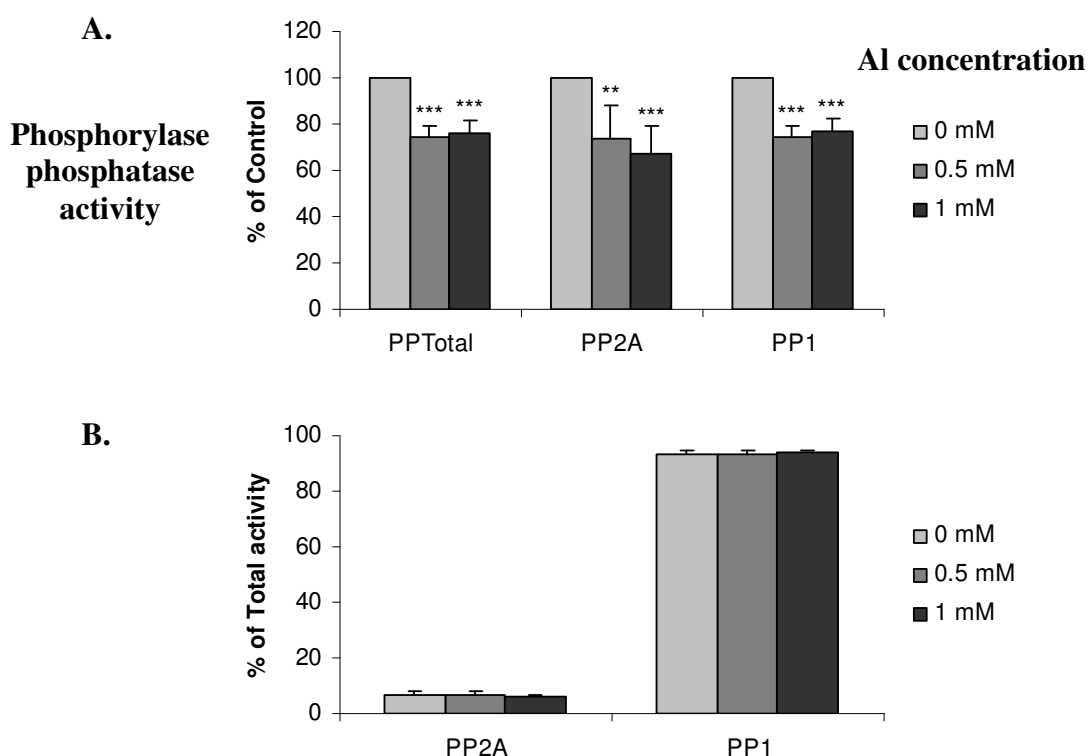 A.
Phosphorylase
phosphatase
activity
% of Control
120
100
80
60
40
20
0
***
***
**
***
***
***
PPTotal
PP2A
PP1
Al concentration
0 mM
0.5 mM
1 mM
B.
% of Total activity
100
80
60
40
20
0
PP2A
PP1
0 mM
0.5 mM
1 mM